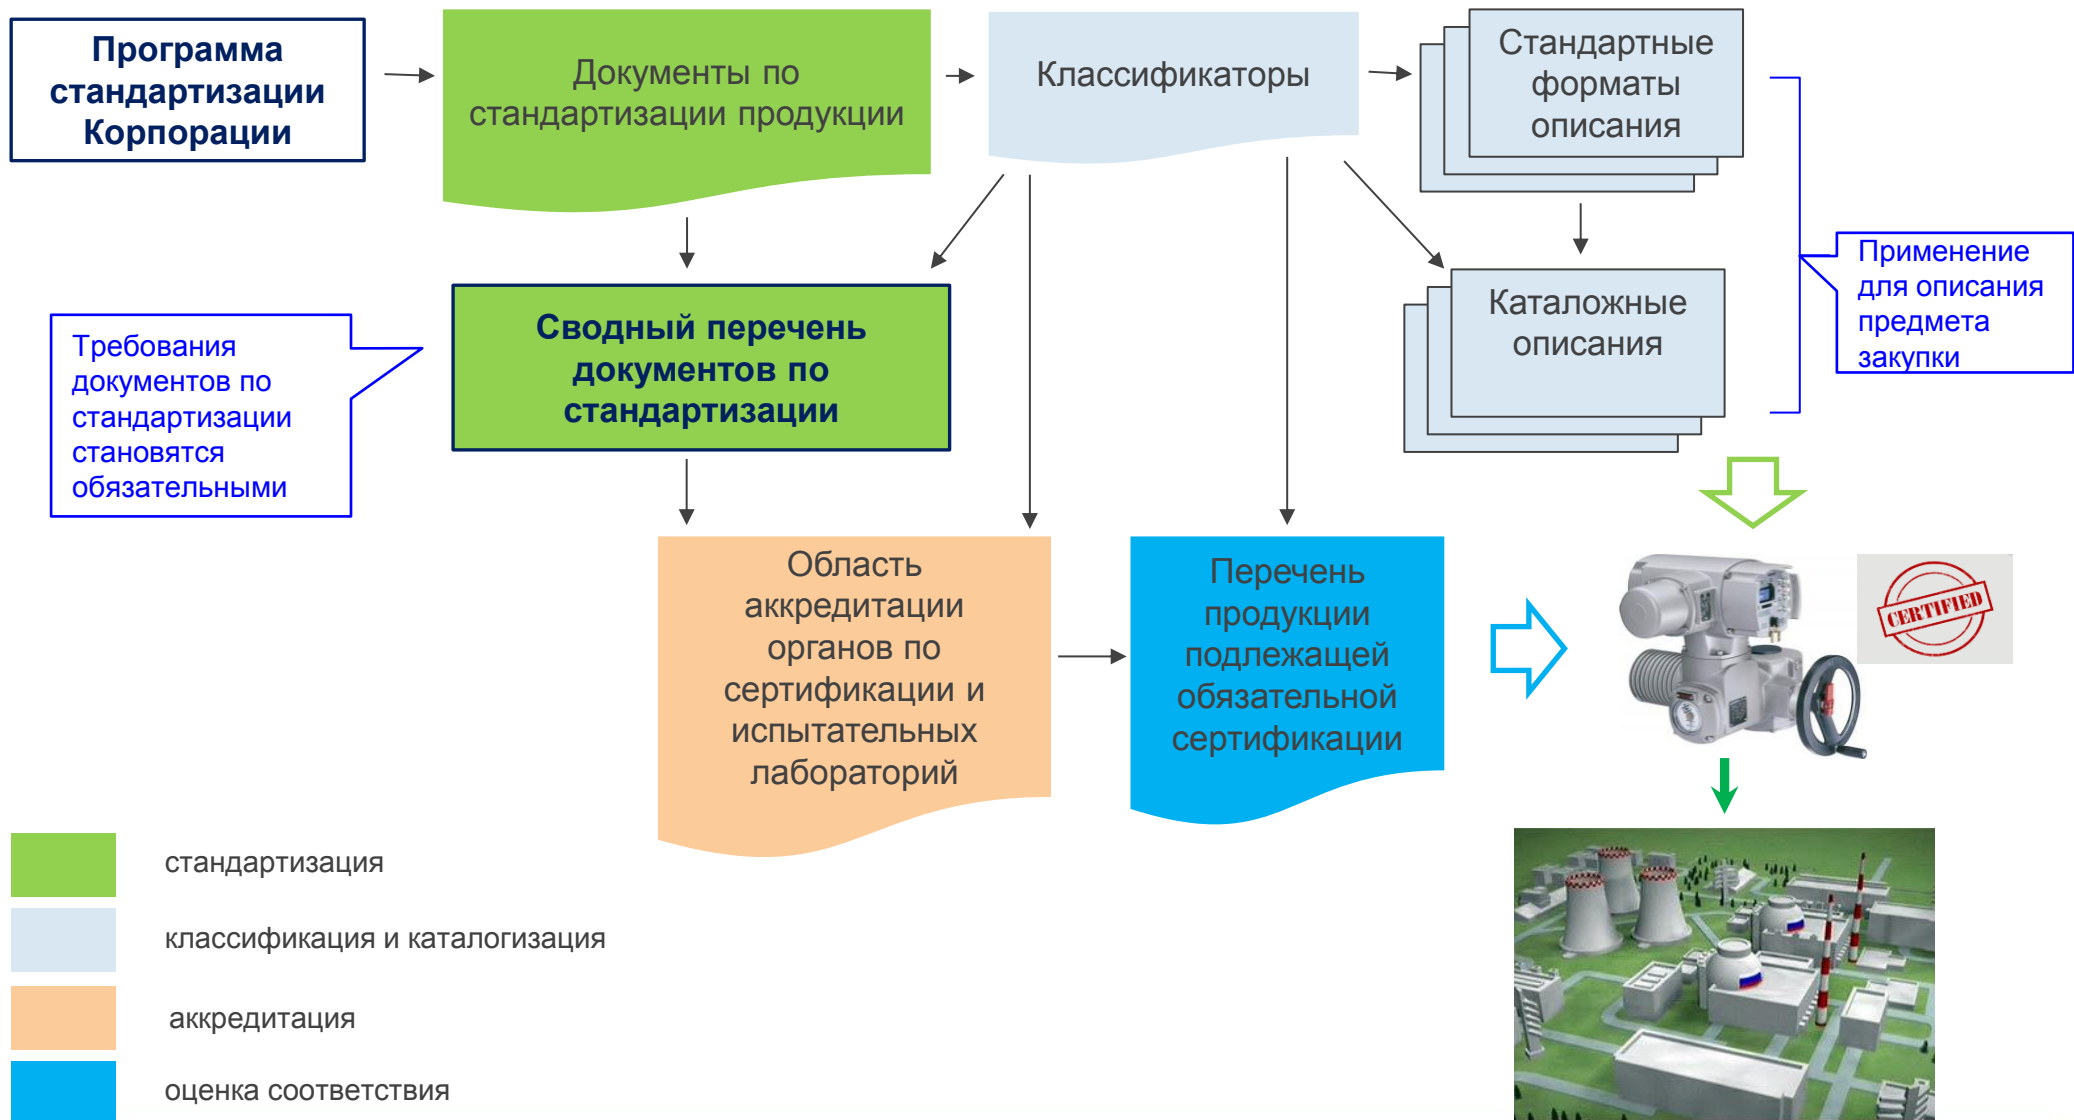 Программа
стандартизации
Корпорации
Документы по
стандартизации продукции
Классификаторы
Стандартные
форматы
описания
Применение
для описания
предмета
закупки
Требования
документов по
стандартизации
становятся
обязательными
Сводный перечень
документов по
стандартизации
Каталожные
описания
Область
аккредитации
органов по
сертификации и
испытательных
лабораторий
Перечень
продукции
подлежащей
обязательной
сертификации
CERTIFIED
стандартизация
классификация и каталогизация
аккредитация
оценка соответствия